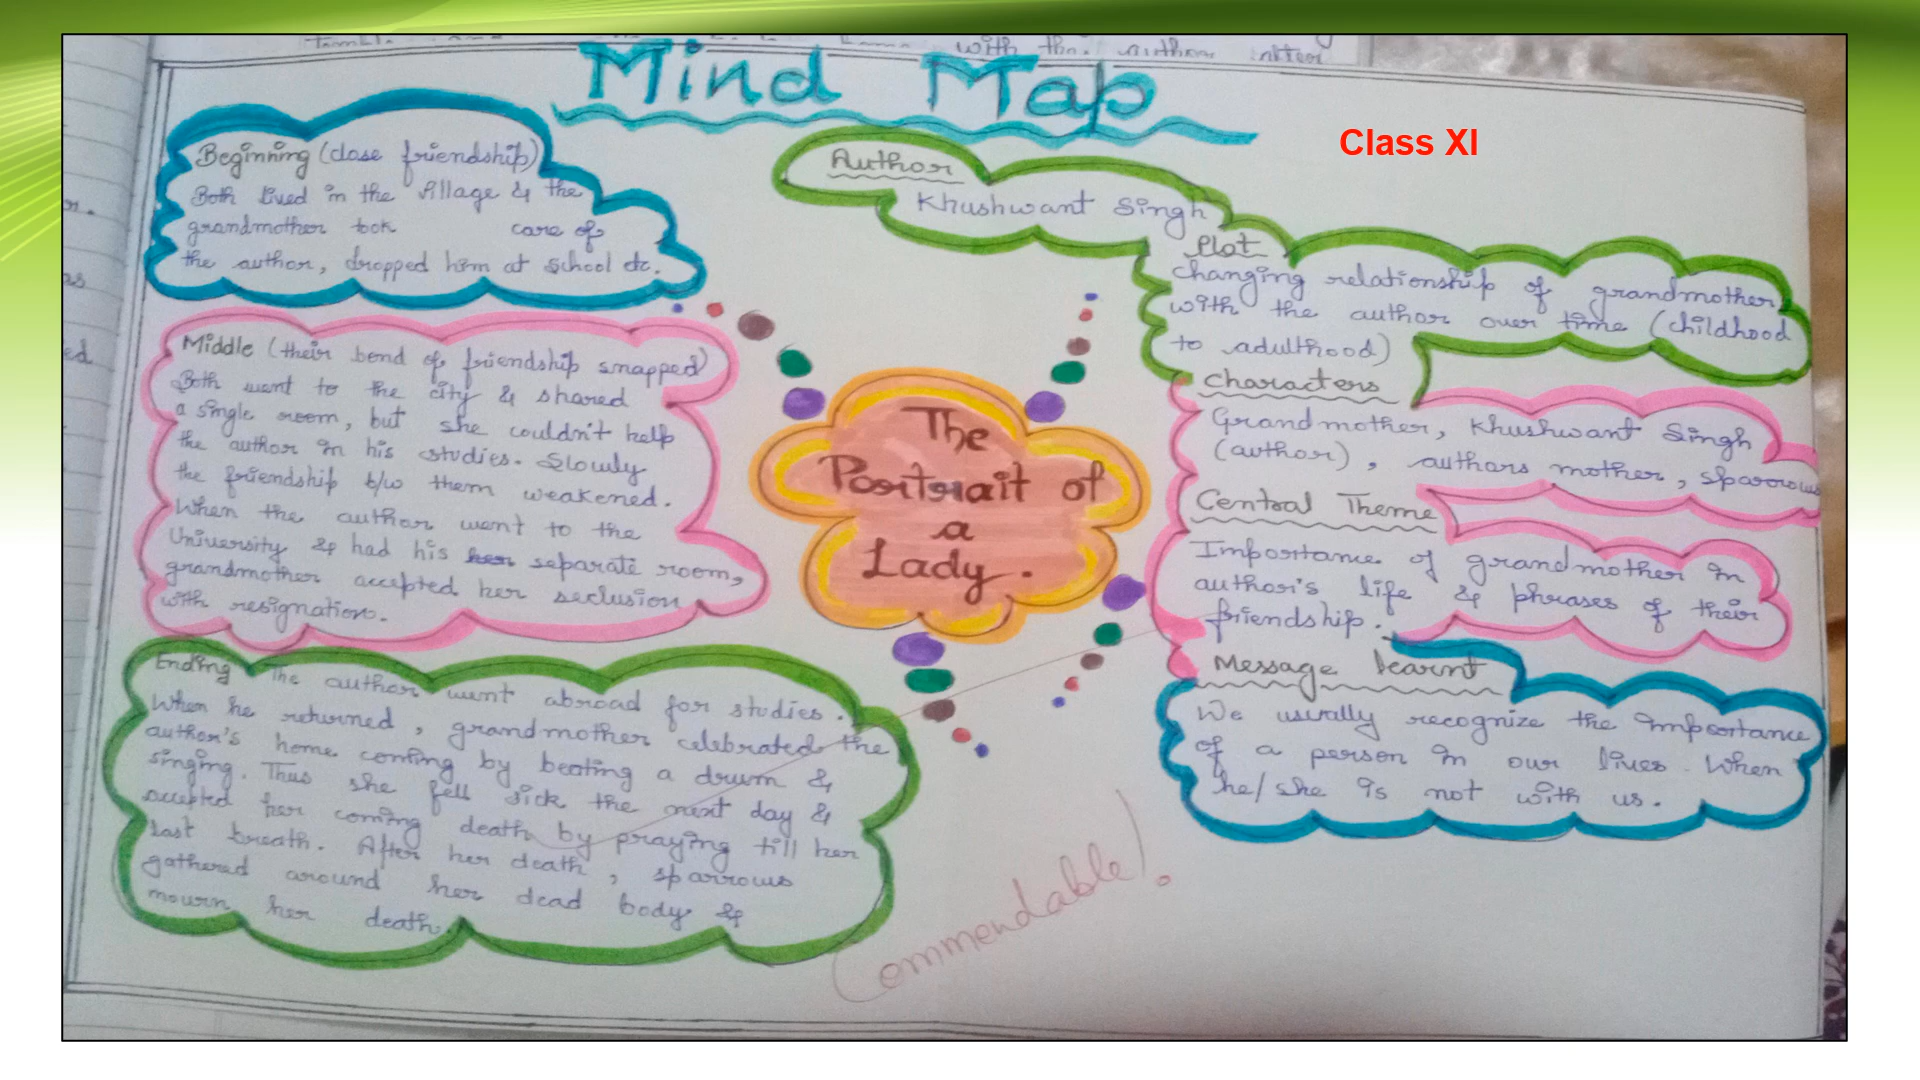 with the author after
Mind Map
Class XI
Beginning (close friendship)
Both lived in the village & the
grandmother took care of
the author, dropped him at School etc.
Middle (their bond of friendship snapped)
Both went to the city & shared
a single room, but she couldn't help
the author in his studies. Slowly
the friendship b/w them weakened.
When the author went to the
University & had his her separate room,
grandmother accepted her seclusion
with resignation.
Ending The author went abroad for studies.
When he returned, grandmother celebrated the
author's home coming by beating a drum &
singing. Thus she fell sick the next day &
accepted her coming death by praying till her
last breath. After her death, sparrows
gathered around her dead body &
mourn her death.
The
Portrait of
a
Lady.
Author
Khushwant Singh
Plot
Changing relationship of grandmother
with the author over time (childhood
to adulthood)
Characters
Grandmother, Khushwant Singh
(author), authors mother, sparrows
Central Theme
Importance of grandmother in
author's life & phrases of their
friendship.
Message learnt
We usually recognize the importance
of a person in our lives. When
he/she is not with us.
Commendable!